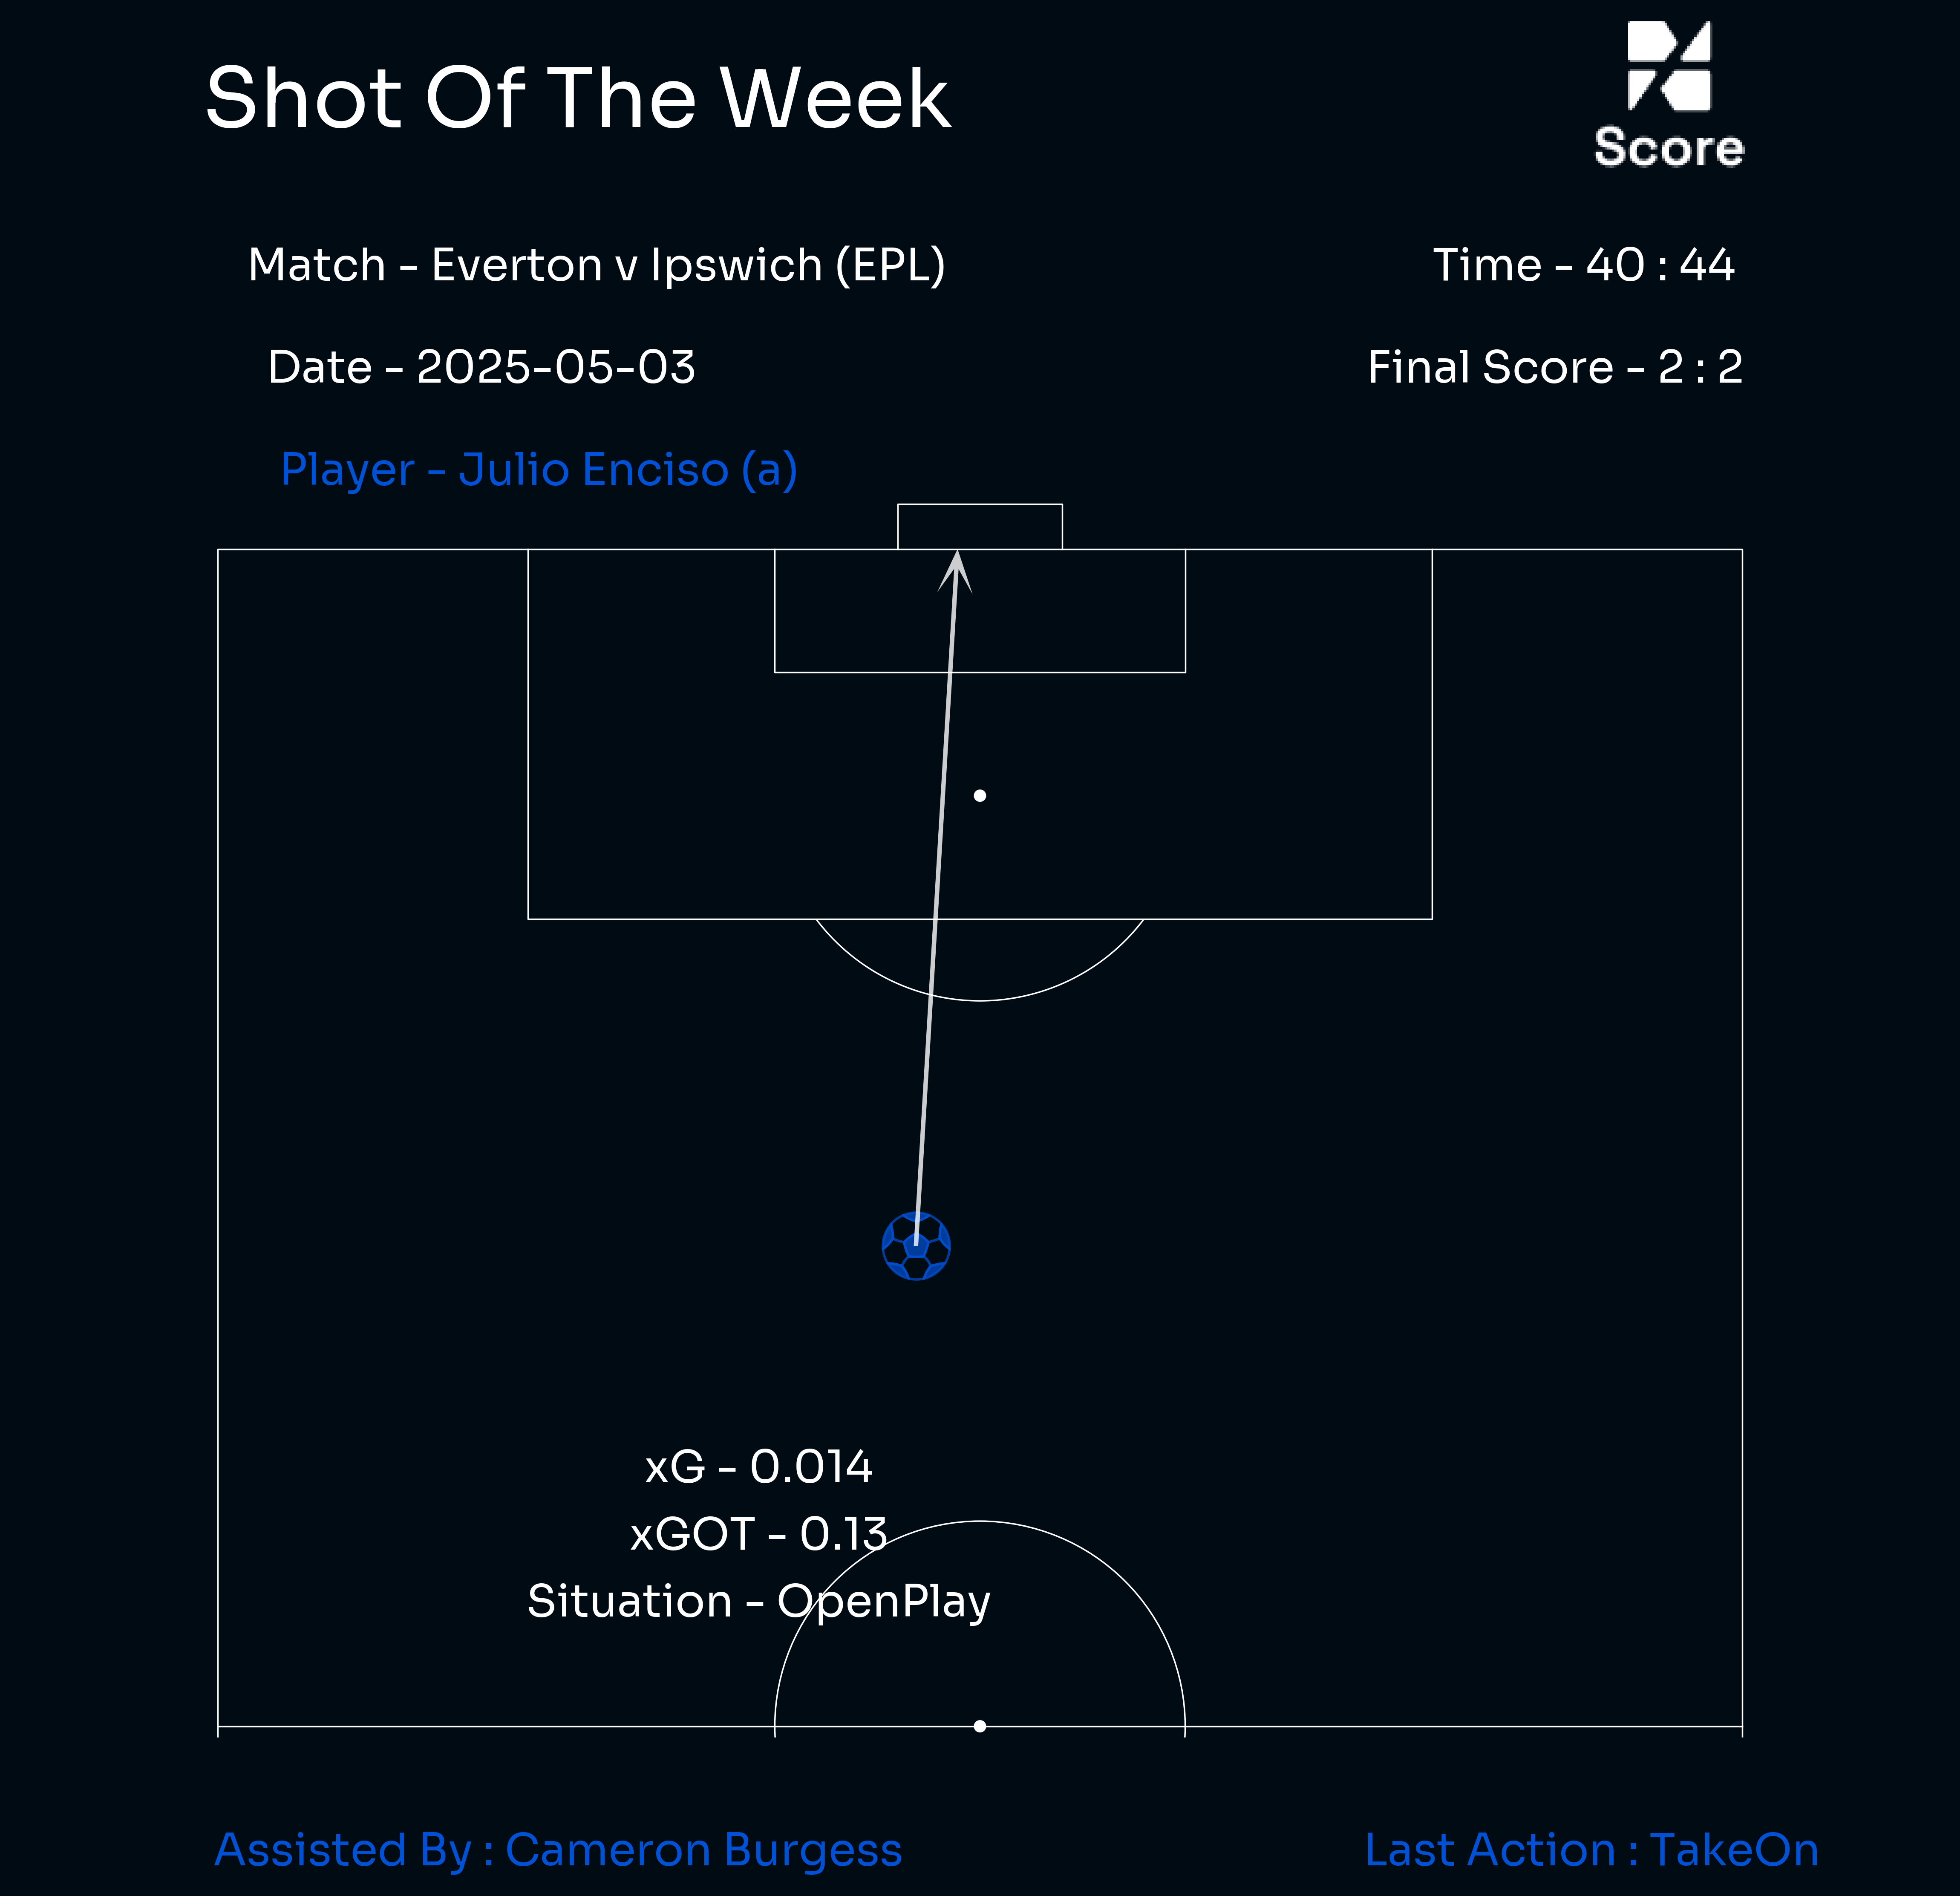 Shot Of The Week
Score
Match - Everton v Ipswich (EPL)
Time - 40 : 44
Date - 2025-05-03
Final Score - 2 : 2
Player - Julio Enciso (a)
xG - 0.014
xGOT - 0.13
Situation - OpenPlay
Assisted By : Cameron Burgess
Last Action : TakeOn